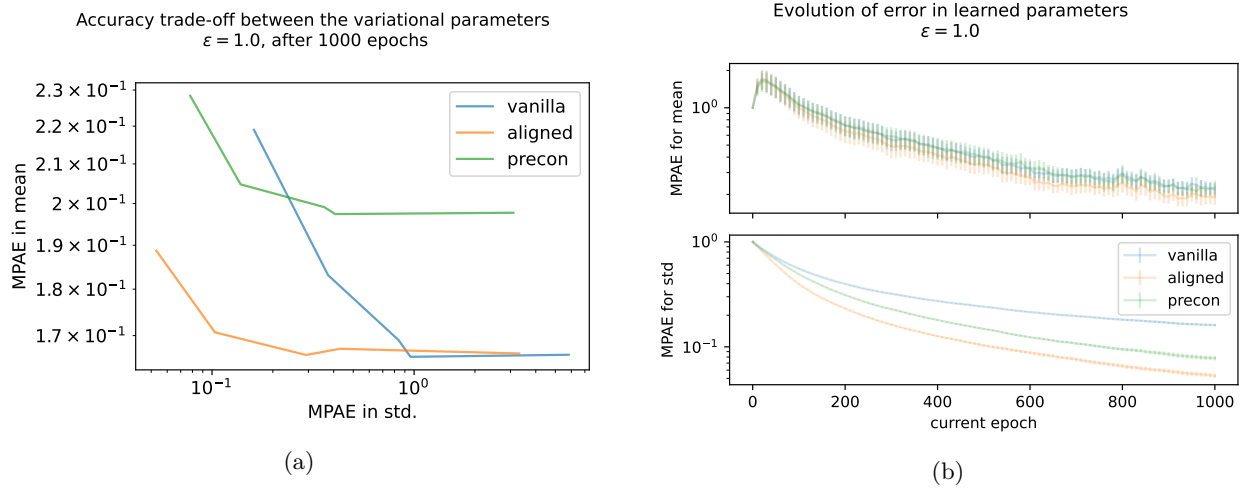 Accuracy trade-off between the variational parameters
ε = 1.0, after 1000 epochs
2.3 × 10⁻¹
2.2 × 10⁻¹
2.1 × 10⁻¹
2 × 10⁻¹
1.9 × 10⁻¹
1.8 × 10⁻¹
1.7 × 10⁻¹
MPAE in mean
vanilla
aligned
precon
10⁻¹
10⁰
MPAE in std.
(a)
Evolution of error in learned parameters
ε = 1.0
MPAE for mean
10⁰
MPAE for std
10⁰
10⁻¹
vanilla
aligned
precon
0
200
400
600
800
1000
current epoch
(b)